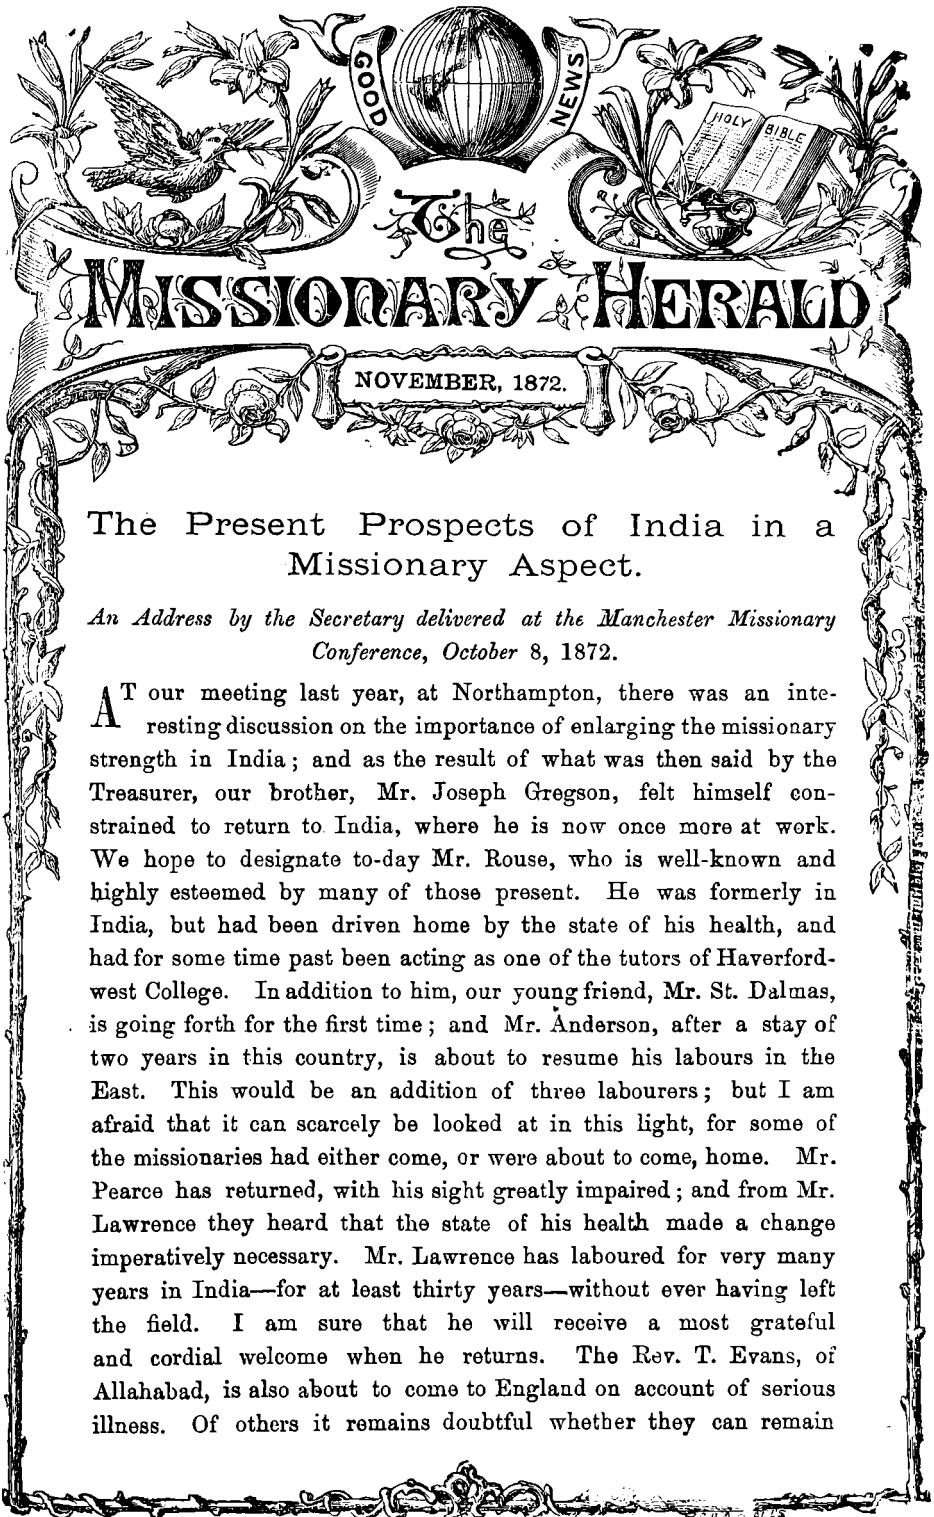 GOOD NEWS
HOLY BIBLE
The
MISSIONARY HERALD
NOVEMBER, 1872.
The Present Prospects of India in a
Missionary Aspect.
An Address by the Secretary delivered at the Manchester Missionary
Conference, October 8, 1872.
AT our meeting last year, at Northampton, there was an inte-
resting discussion on the importance of enlarging the missionary
strength in India; and as the result of what was then said by the
Treasurer, our brother, Mr. Joseph Gregson, felt himself con-
strained to return to India, where he is now once more at work.
We hope to designate to-day Mr. Rouse, who is well-known and
highly esteemed by many of those present. He was formerly in
India, but had been driven home by the state of his health, and
had for some time past been acting as one of the tutors of Haverford-
west College. In addition to him, our young friend, Mr. St. Dalmas,
is going forth for the first time; and Mr. Anderson, after a stay of
two years in this country, is about to resume his labours in the
East. This would be an addition of three labourers; but I am
afraid that it can scarcely be looked at in this light, for some of
the missionaries had either come, or were about to come, home. Mr.
Pearce has returned, with his sight greatly impaired; and from Mr.
Lawrence they heard that the state of his health made a change
imperatively necessary. Mr. Lawrence has laboured for very many
years in India—for at least thirty years—without ever having left
the field. I am sure that he will receive a most grateful
and cordial welcome when he returns. The Rev. T. Evans, of
Allahabad, is also about to come to England on account of serious
illness. Of others it remains doubtful whether they can remain